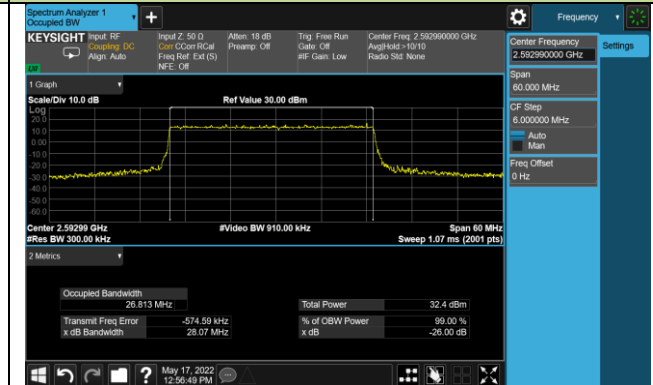 Spectrum Analyzer 1
Occupied BW
Frequency
KEYSIGHT
Input: RF
Coupling: DC
Align: Auto
Input Z: 50 Ω
Corr CCorr RCal
Freq Ref: Ext (S)
NFE: Off
Atten: 18 dB
Preamp: Off
Trig: Free Run
Gate: Off
#IF Gain: Low
Center Freq: 2.592990000 GHz
Avg|Hold:>10/10
Radio Std: None
LW
Center Frequency
2.592990000 GHz
Settings
Span
60.000 MHz
CF Step
6.000000 MHz
Auto
Man
Freq Offset
0 Hz
1 Graph
Scale/Div 10.0 dB
Ref Value 30.00 dBm
Log
20.0
10.0
0.00
-10.0
-20.0
-30.0
-40.0
-50.0
-60.0
Center 2.59299 GHz
#Video BW 910.00 kHz
Span 60 MHz
#Res BW 300.00 kHz
Sweep 1.07 ms (2001 pts)
2 Metrics
Occupied Bandwidth
26.813 MHz
Total Power
32.4 dBm
Transmit Freq Error
-574.59 kHz
% of OBW Power
99.00 %
x dB Bandwidth
28.07 MHz
x dB
-26.00 dB
?
May 17, 2022
12:56:49 PM